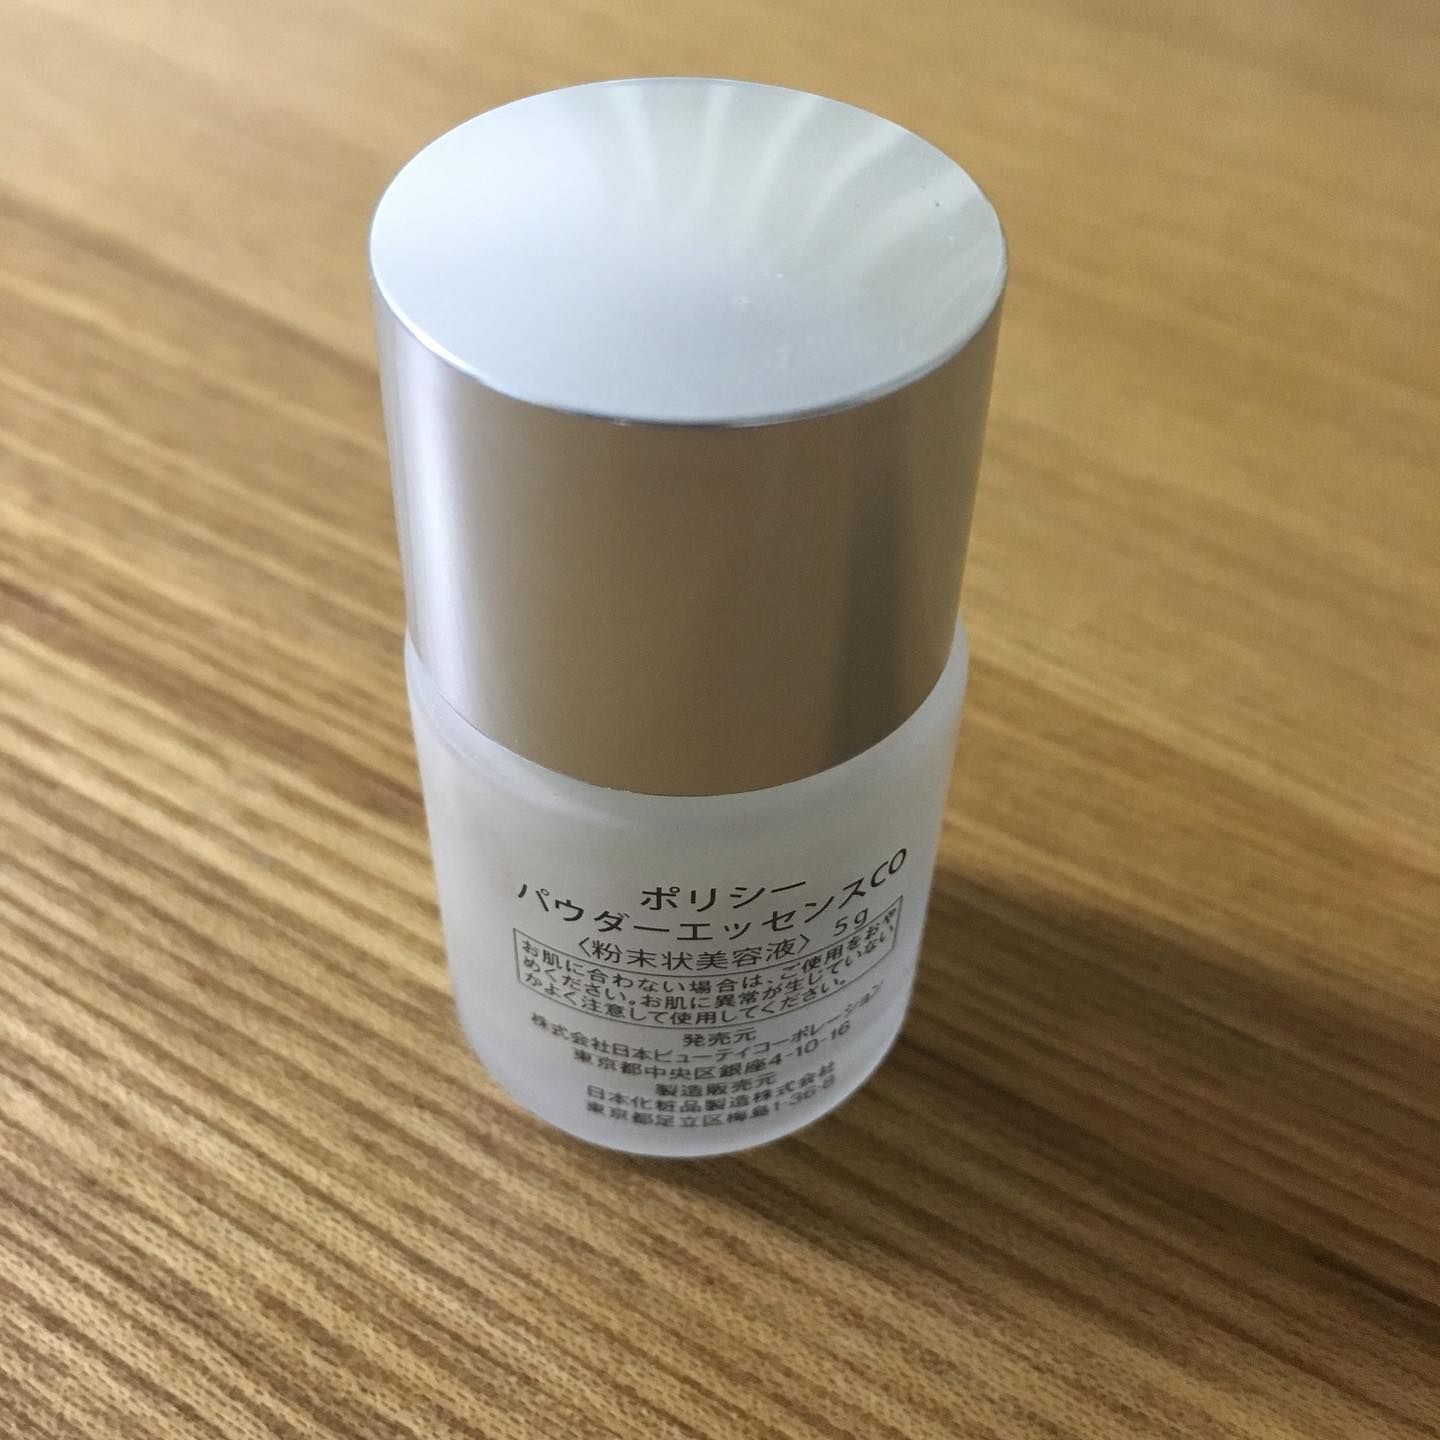 ポリシー
パウダーエッセンスCO
〈粉末状美容液〉 5g
お肌に合わない場合は、ご使用をおや
めください。お肌に異常が生じていない
かよく注意して使用してください。
発売元
株式会社日本ビューティコーポレーション
東京都中央区銀座4-10-16
製造販売元
日本化粧品製造株式会社
東京都足立区梅島1-36-8